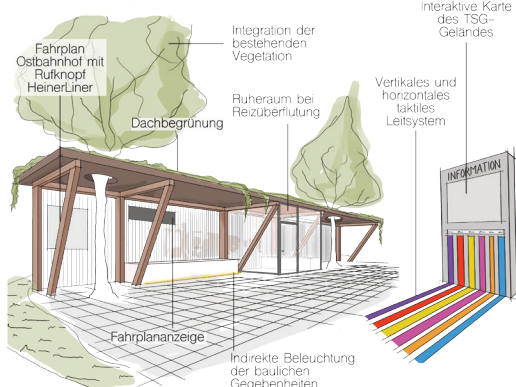 Interaktive Karte
des TSG-
Geländes
Integration der
bestehenden
Vegetation
Fahrplan
Ostbahnhof mit
Rufknopf
HeinerLiner
Vertikales und
horizontales
taktiles
Leitsystem
Ruheraum bei
Reizüberflutung
Dachbegrünung
INFORMATION
Fahrplananzeige
Indirekte Beleuchtung
der baulichen
Gegebenheiten